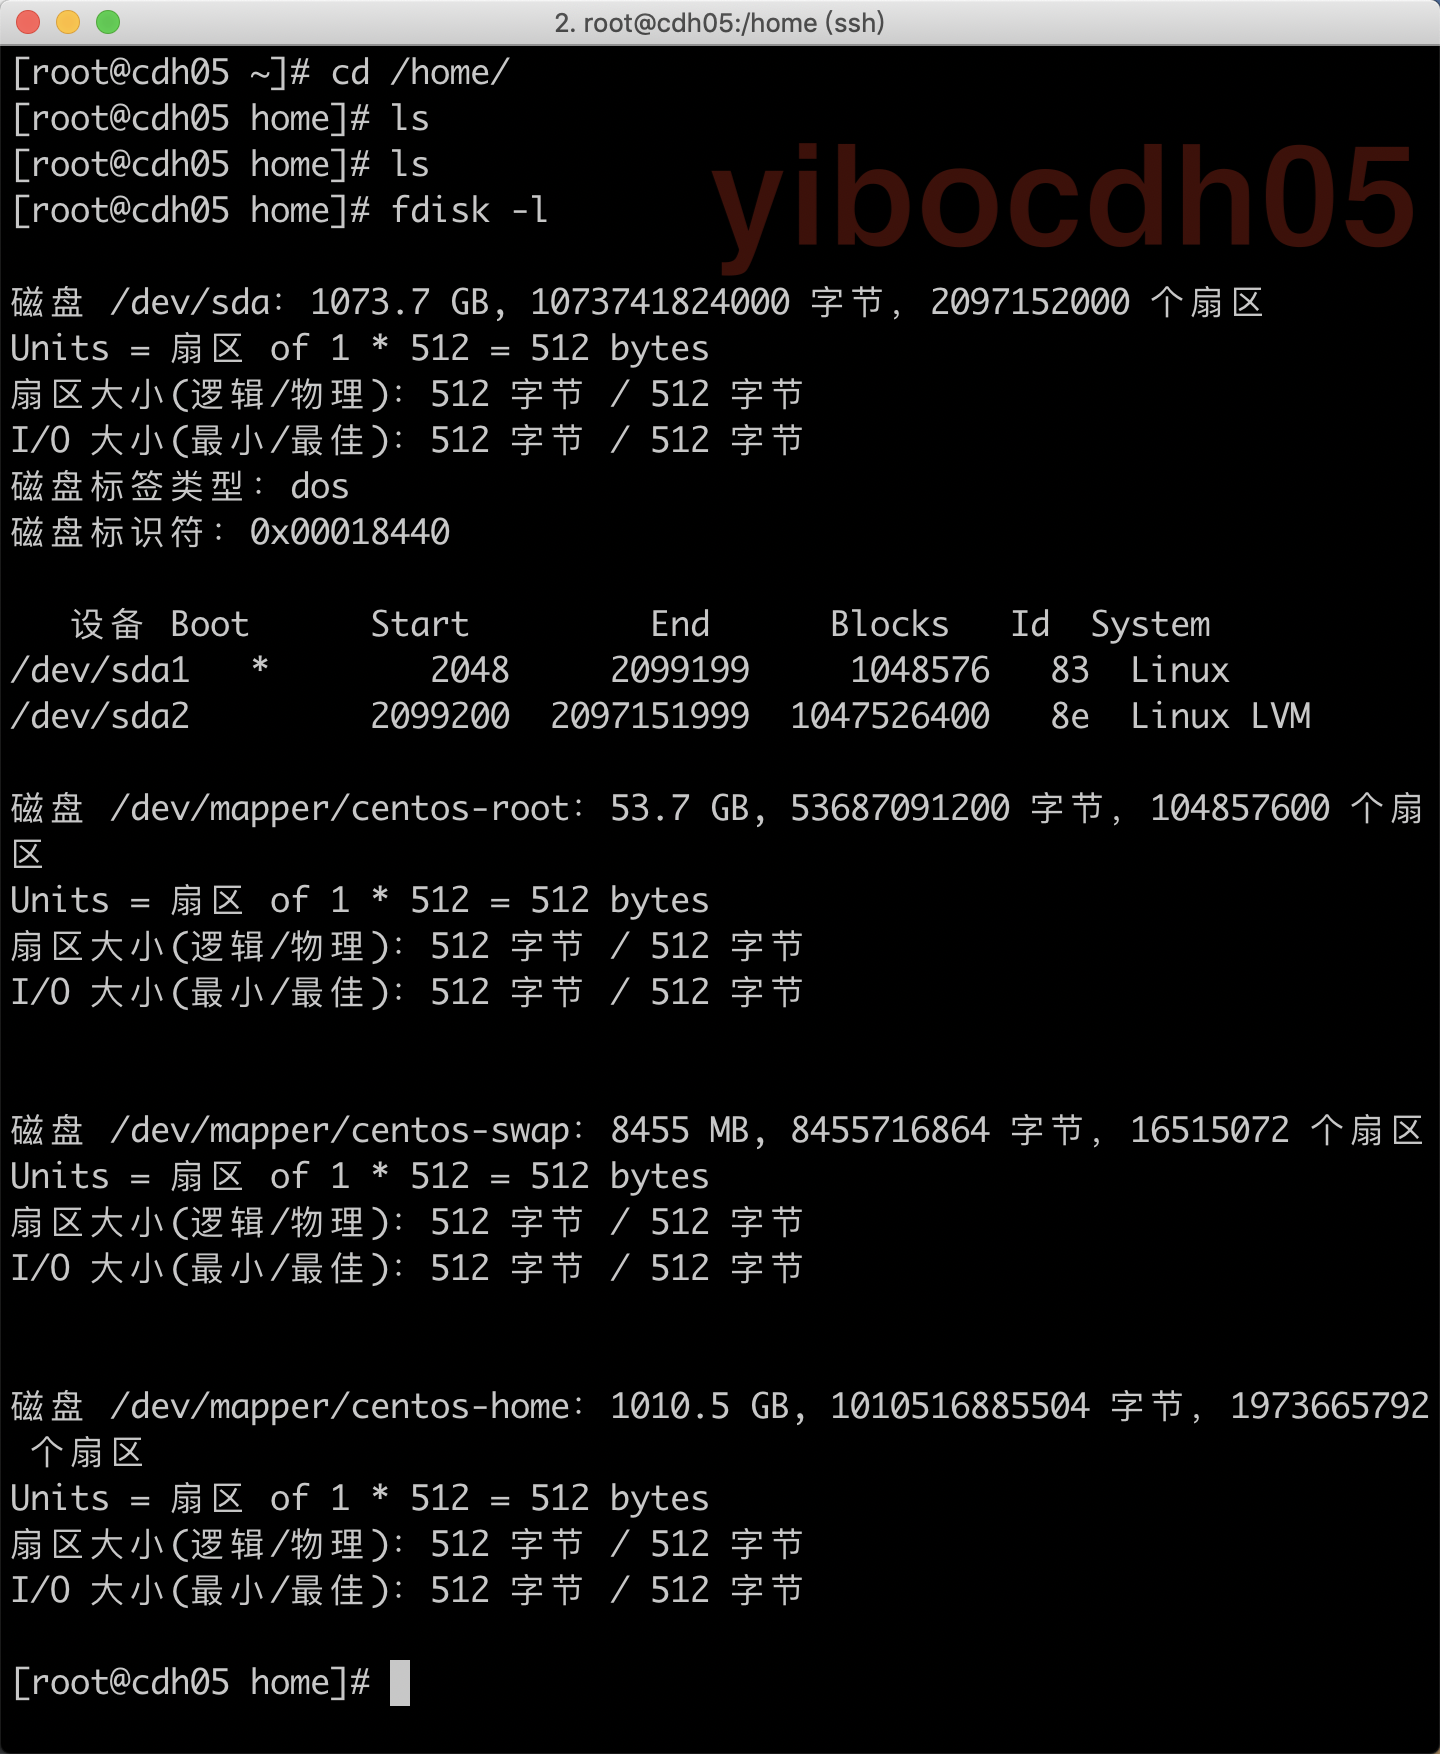 2. root@cdh05:/home (ssh)
[root@cdh05 ~]# cd /home/
[root@cdh05 home]# ls
[root@cdh05 home]# ls
[root@cdh05 home]# fdisk -l
yibocdh05
磁盘 /dev/sda：1073.7 GB, 1073741824000 字节，2097152000 个扇区
Units = 扇区 of 1 * 512 = 512 bytes
扇区大小(逻辑/物理)：512 字节 / 512 字节
I/O 大小(最小/最佳)：512 字节 / 512 字节
磁盘标签类型：dos
磁盘标识符：0x00018440
   设备 Boot      Start         End      Blocks   Id  System
/dev/sda1   *        2048     2099199     1048576   83  Linux
/dev/sda2         2099200  2097151999  1047526400   8e  Linux LVM
磁盘 /dev/mapper/centos-root：53.7 GB, 53687091200 字节，104857600 个扇
区
Units = 扇区 of 1 * 512 = 512 bytes
扇区大小(逻辑/物理)：512 字节 / 512 字节
I/O 大小(最小/最佳)：512 字节 / 512 字节
磁盘 /dev/mapper/centos-swap：8455 MB, 8455716864 字节，16515072 个扇区
Units = 扇区 of 1 * 512 = 512 bytes
扇区大小(逻辑/物理)：512 字节 / 512 字节
I/O 大小(最小/最佳)：512 字节 / 512 字节
磁盘 /dev/mapper/centos-home：1010.5 GB, 1010516885504 字节，1973665792
 个扇区
Units = 扇区 of 1 * 512 = 512 bytes
扇区大小(逻辑/物理)：512 字节 / 512 字节
I/O 大小(最小/最佳)：512 字节 / 512 字节
[root@cdh05 home]#